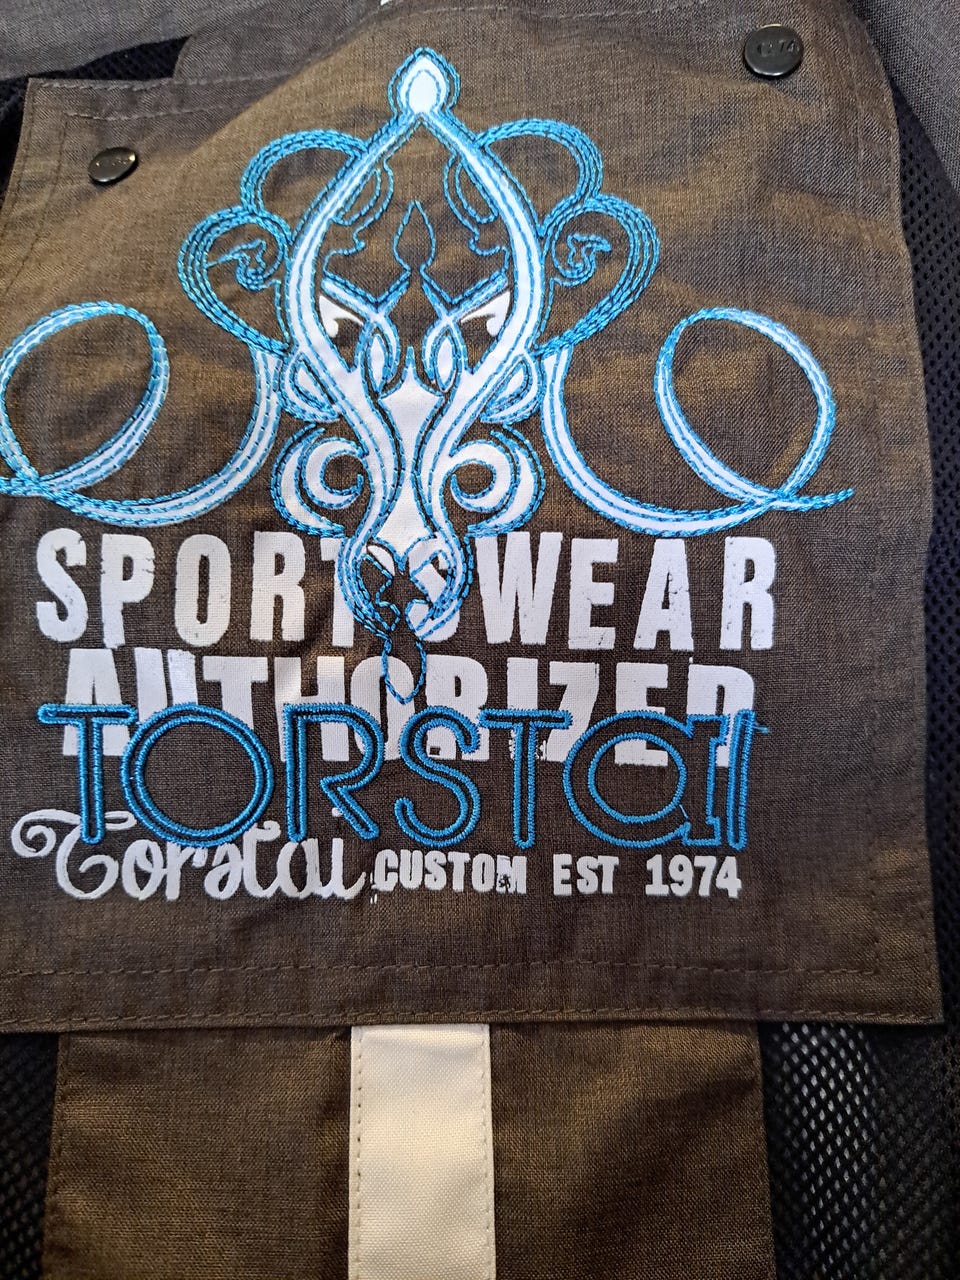 SPORTSWEAR
AUTHORIZED
TORSTAI
Torstai CUSTOM EST 1974